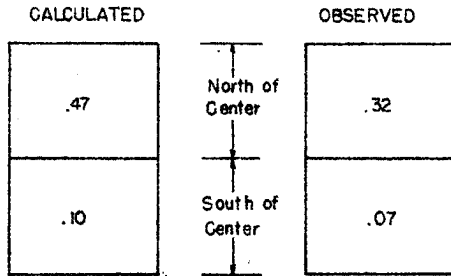 CALCULATED
OBSERVED
.47
North of
Center
.32
.10
South of
Center
.07